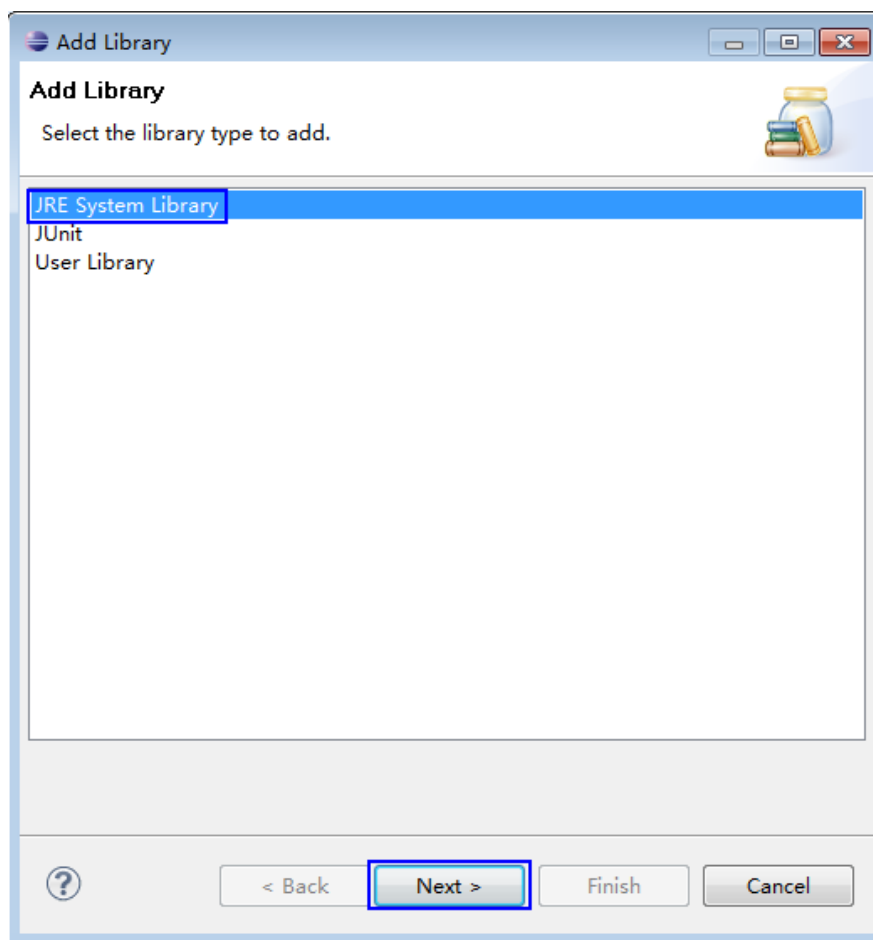 Add Library
Add Library
Select the library type to add.
JRE System Library
JUnit
User Library
? < Back Next > Finish Cancel